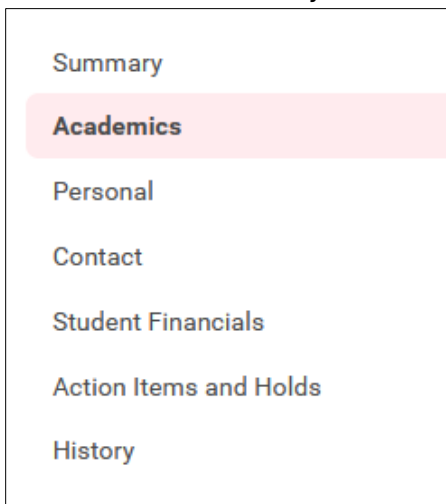 Summary
Academics
Personal
Contact
Student Financials
Action Items and Holds
History